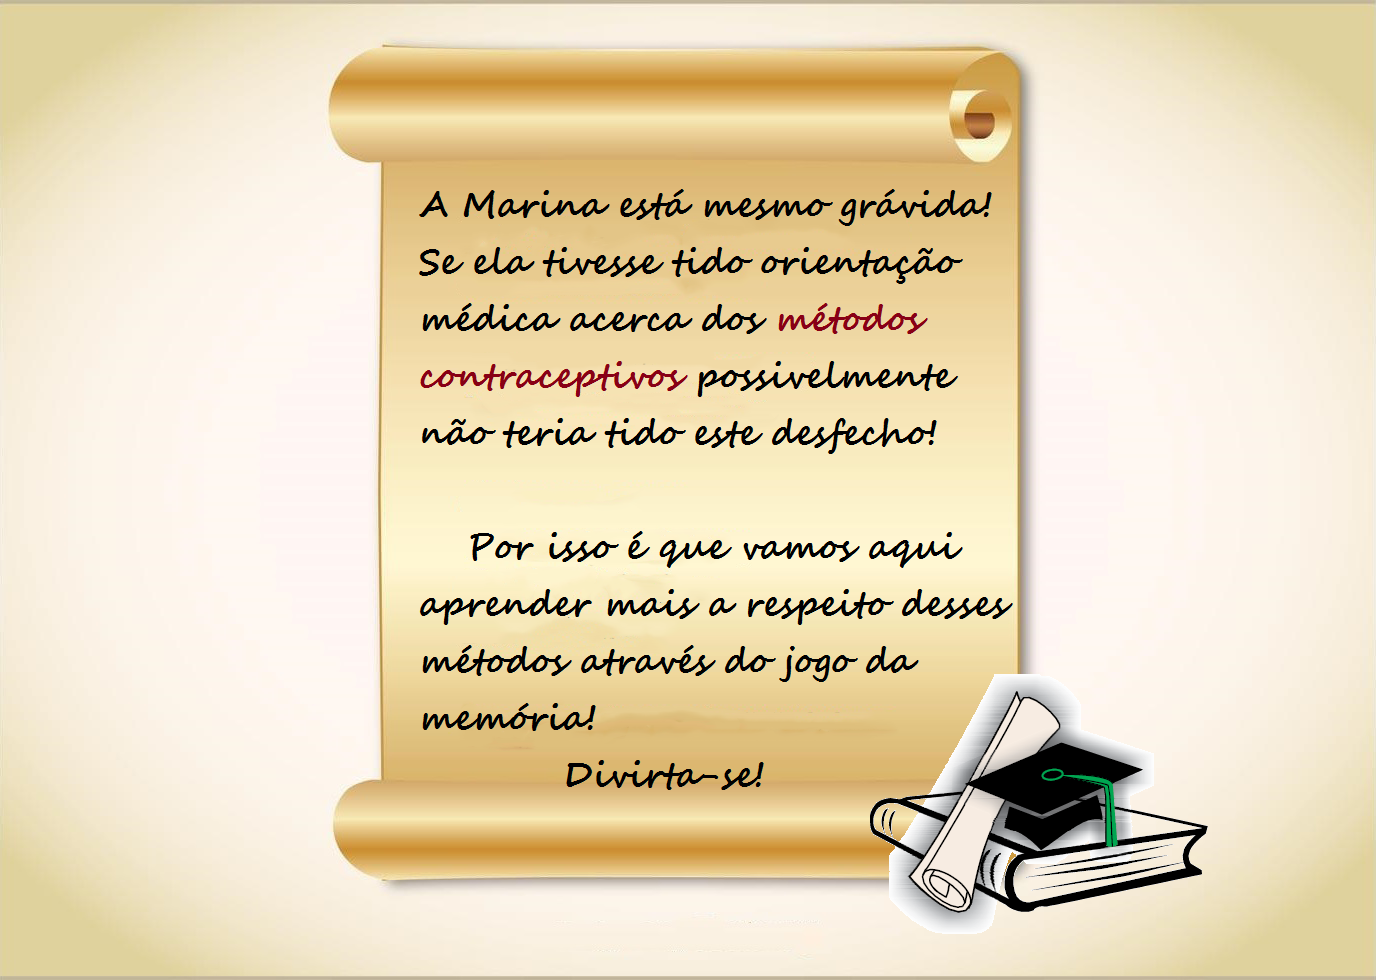 A Marina está mesmo grávida!
Se ela tivesse tido orientação
médica acerca dos métodos
contraceptivos possivelmente
não teria tido este desfecho!
Por isso é que vamos aqui
aprender mais a respeito desses
métodos através do jogo da
memória!
Divirta-se!